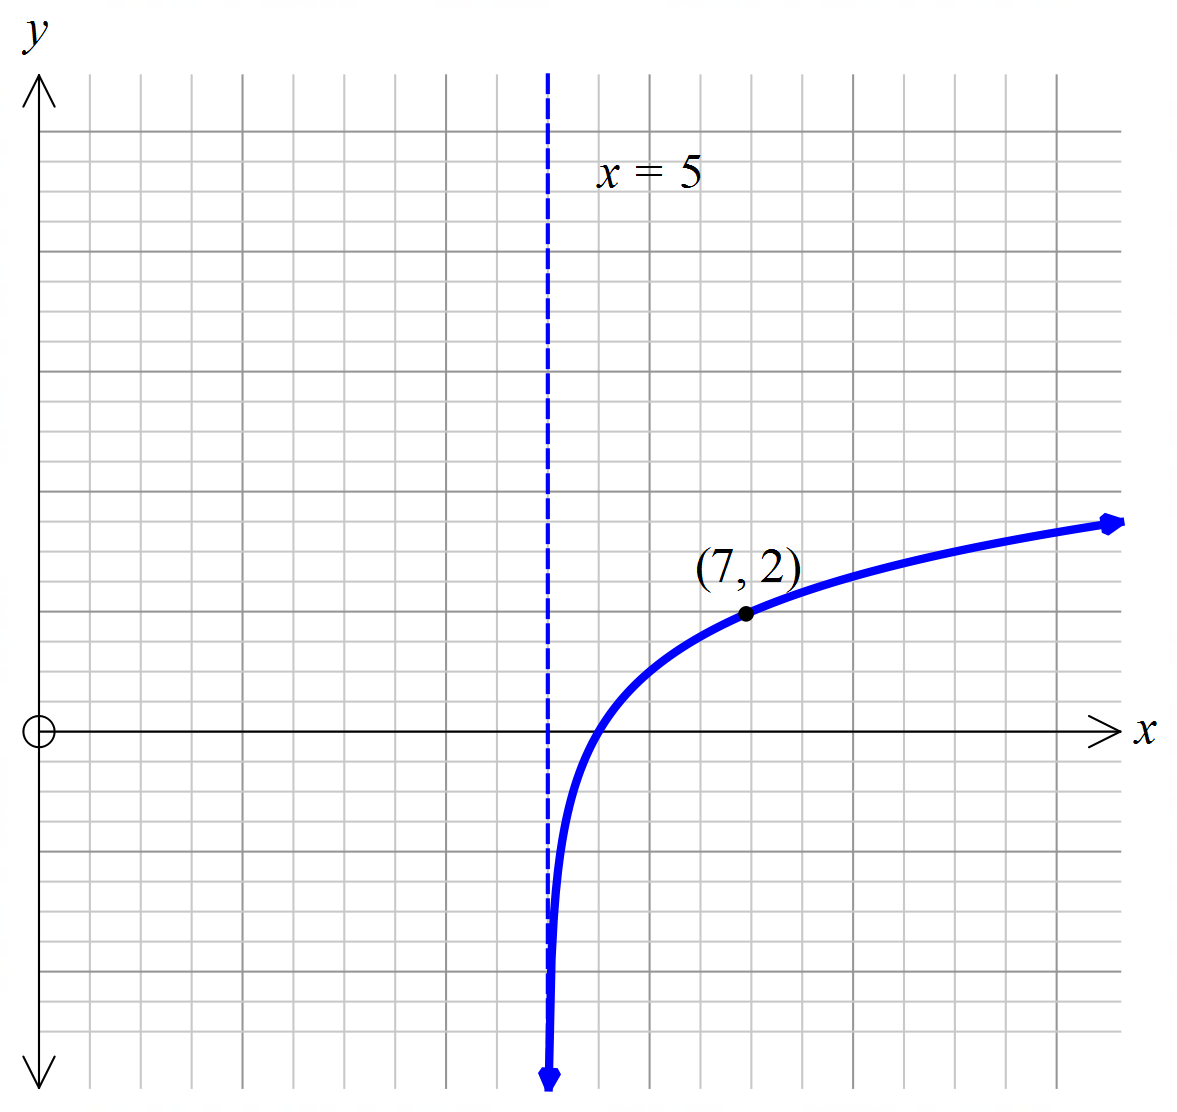 y
x = 5
(7, 2)
x